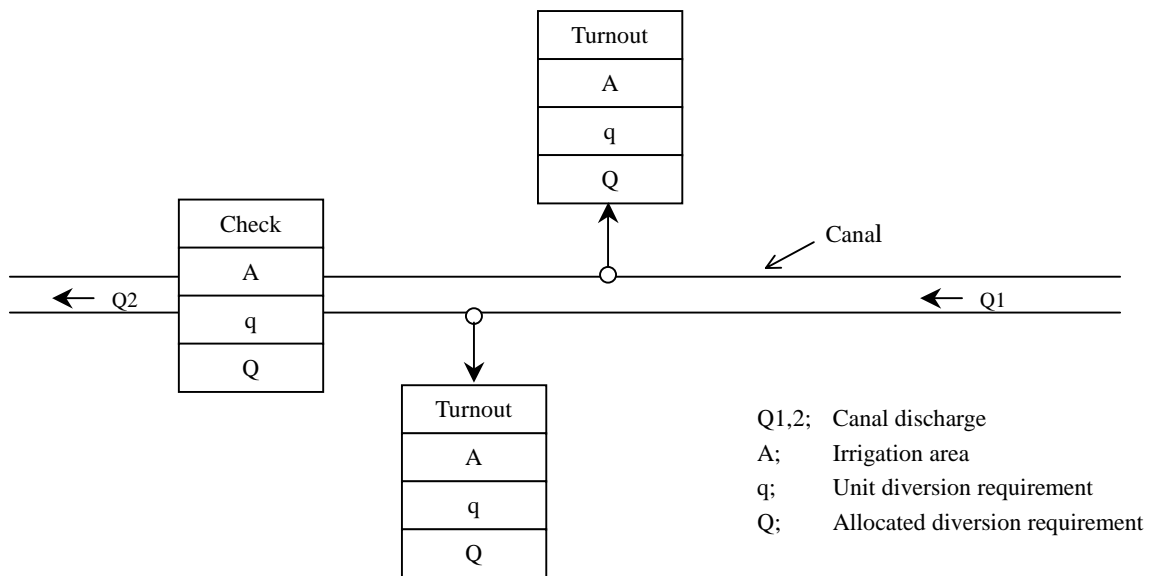 Turnout
A
q
Q
Check
A
q
Q
Canal
Q2
Q1
Turnout
A
q
Q
Q1,2; Canal discharge
A; Irrigation area
q; Unit diversion requirement
Q; Allocated diversion requirement